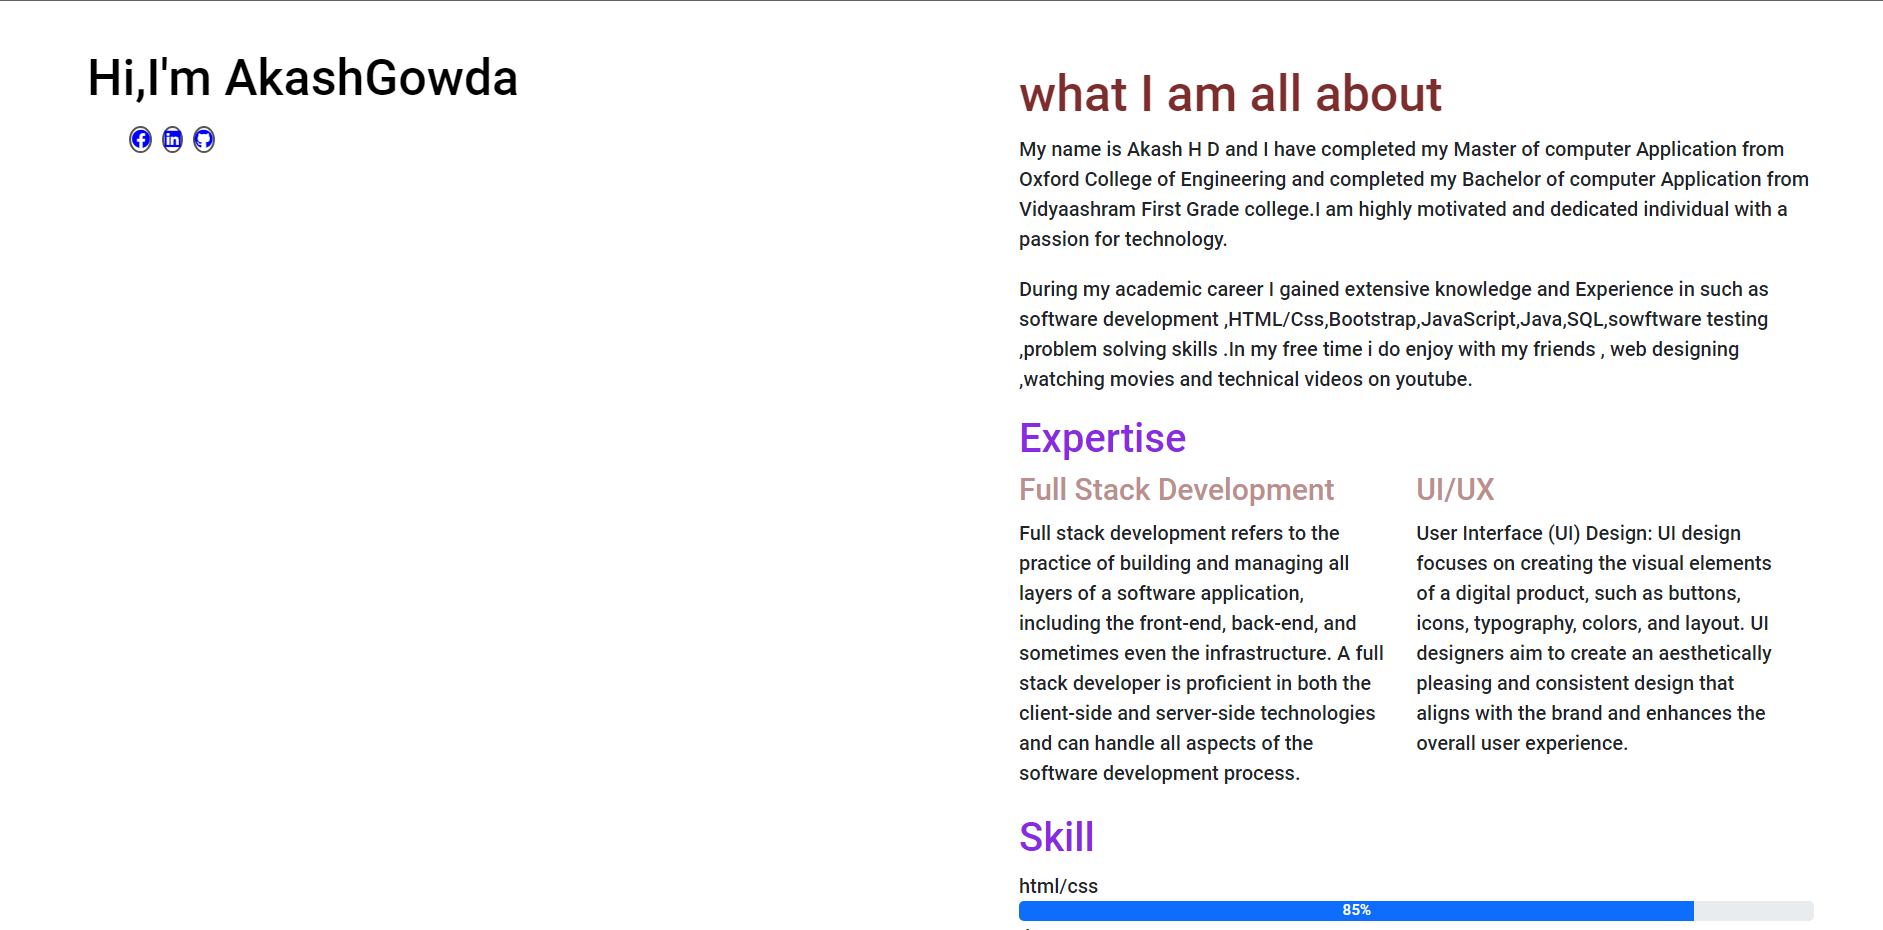 Hi,I'm AkashGowda
what I am all about
My name is Akash H D and I have completed my Master of computer Application from
Oxford College of Engineering and completed my Bachelor of computer Application from
Vidyaashram First Grade college.I am highly motivated and dedicated individual with a
passion for technology.
During my academic career I gained extensive knowledge and Experience in such as
software development ,HTML/Css,Bootstrap,JavaScript,Java,SQL,sowftware testing
,problem solving skills .In my free time i do enjoy with my friends , web designing
,watching movies and technical videos on youtube.
Expertise
Full Stack Development
Full stack development refers to the
practice of building and managing all
layers of a software application,
including the front-end, back-end, and
sometimes even the infrastructure. A full
stack developer is proficient in both the
client-side and server-side technologies
and can handle all aspects of the
software development process.
UI/UX
User Interface (UI) Design: UI design
focuses on creating the visual elements
of a digital product, such as buttons,
icons, typography, colors, and layout. UI
designers aim to create an aesthetically
pleasing and consistent design that
aligns with the brand and enhances the
overall user experience.
Skill
html/css
85%